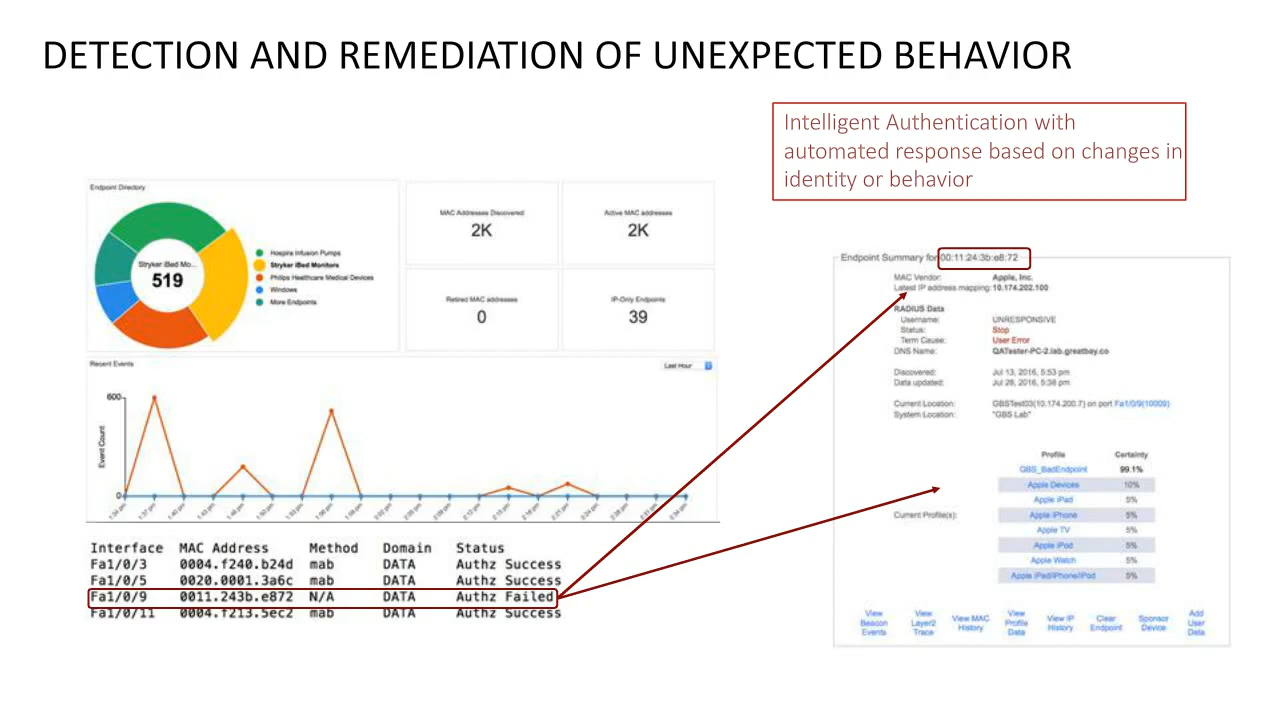 DETECTION AND REMEDIATION OF UNEXPECTED BEHAVIOR
Intelligent Authentication with
automated response based on changes in
identity or behavior
Endpoint Directory
Stryker iBed Mo...
519
Hospira Infusion Pumps
Stryker iBed Monitors
Philips Healthcare Medical Devices
Windows
More Endpoints
MAC Addresses Discovered
2K
Active MAC addresses
2K
Retired MAC addresses
0
IP-Only Endpoints
39
Recent Events
Last Hour
Event Count
600
0
Interface MAC Address Method Domain Status
Fa1/0/3 0004.f240.b24d mab DATA Authz Success
Fa1/0/5 0020.0001.3a6c mab DATA Authz Success
Fa1/0/9 0011.243b.e872 N/A DATA Authz Failed
Fa1/0/11 0004.f213.5ec2 mab DATA Authz Success
Endpoint Summary for 00:11:24:3b:e8:72
MAC Vendor: Apple, Inc.
Latest IP address mapping: 10.174.202.100
RADIUS Data
Username: UNRESPONSIVE
Status: Stop
Term Cause: User Error
DNS Name: QATester-PC-2.lab.greatbay.co
Discovered: Jul 13, 2016, 5:53 pm
Data updated: Jul 28, 2016, 5:38 pm
Current Location: GBSTest03(10.174.200.7) on port Fa1/0/9(10009)
System Location: "GBS Lab"
Profile Certainty
GBS_BadEndpoint 99.1%
Apple Devices 10%
Apple iPad 5%
Current Profile(s): Apple iPhone 5%
Apple TV 5%
Apple iPod 5%
Apple Watch 5%
Apple iPad/iPhone/iPod 5%
View Beacon Events
View Layer2 Trace
View MAC History
View Profile Data
View IP History
Clear Endpoint
Sponsor Device
Add User Data